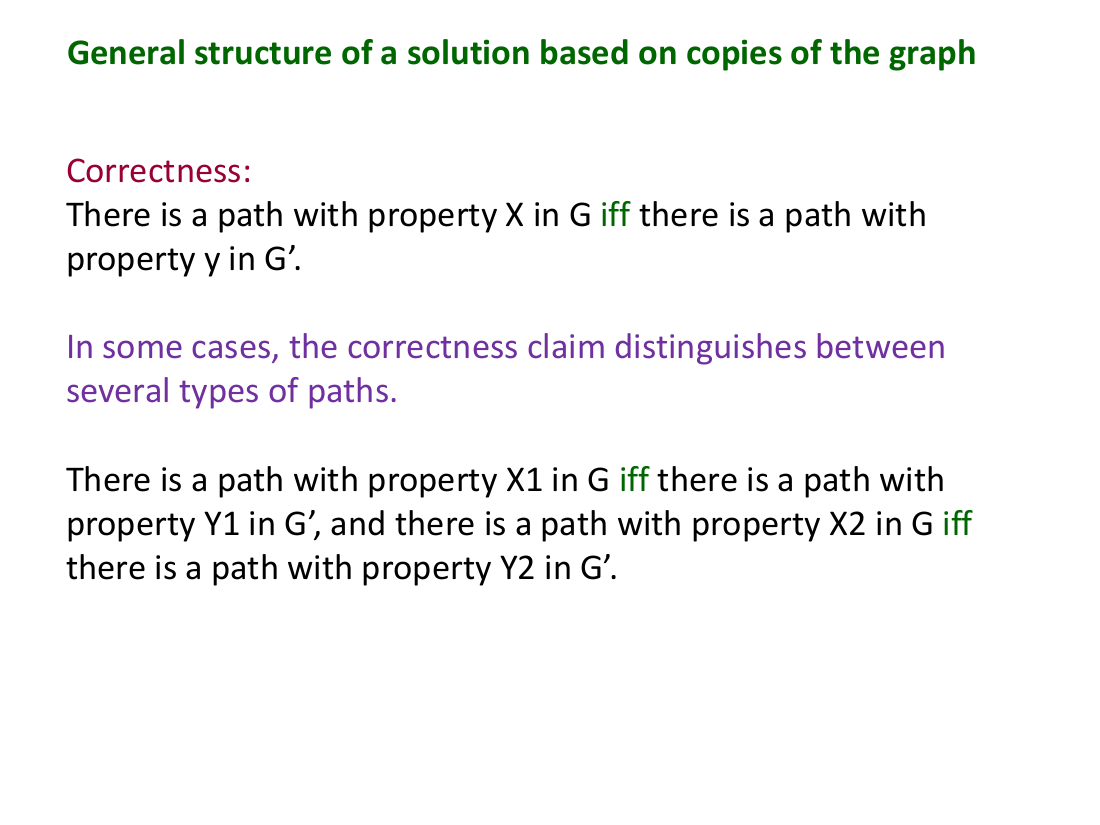 General structure of a solution based on copies of the graph
Correctness:
There is a path with property X in G iff there is a path with
property y in G’.
In some cases, the correctness claim distinguishes between
several types of paths.
There is a path with property X1 in G iff there is a path with
property Y1 in G’, and there is a path with property X2 in G iff
there is a path with property Y2 in G’.